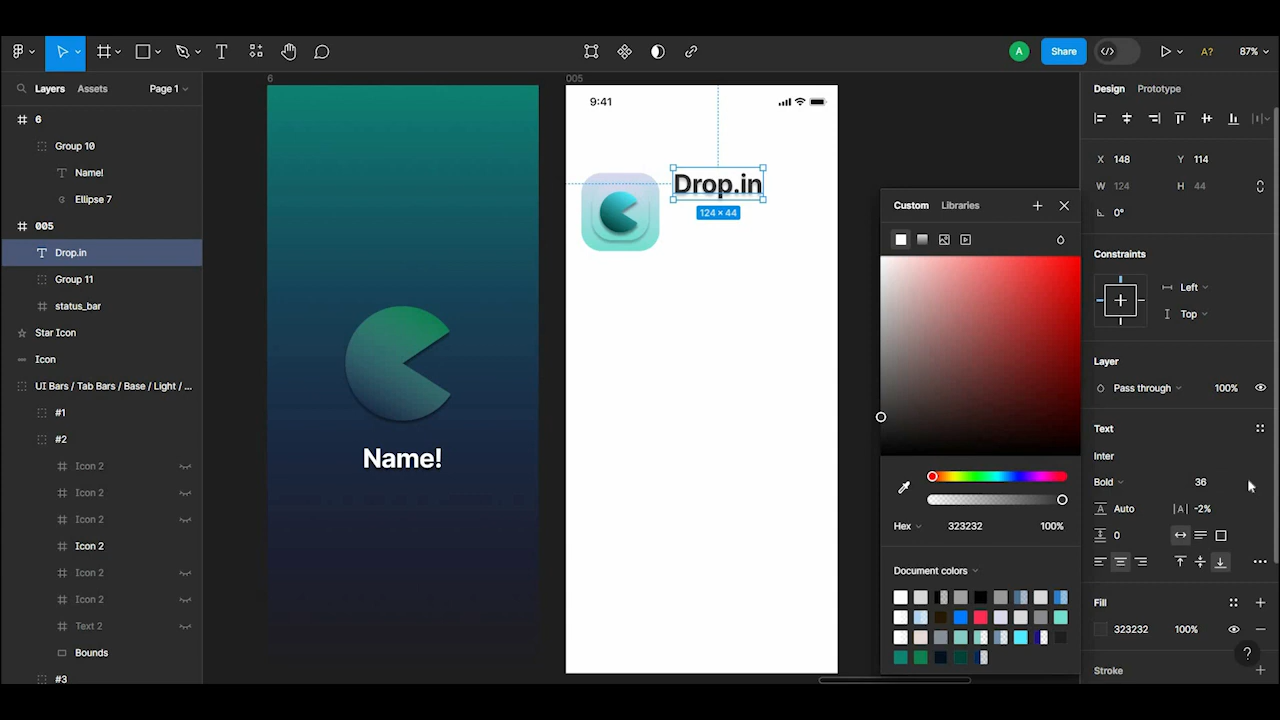 Share
A?
87%
Layers
Assets
Page 1
6
Group 10
Name!
Ellipse 7
005
Drop.in
Group 11
status_bar
Star Icon
Icon
UI Bars / Tab Bars / Base / Light / ...
#1
#2
Icon 2
Icon 2
Icon 2
Icon 2
Icon 2
Icon 2
Text 2
Bounds
#3
6
Name!
005
9:41
Drop.in
124 × 44
Custom
Libraries
Hex
323232
100%
Document colors
Design
Prototype
X 148
Y 114
W 124
H 44
0°
Constraints
Left
Top
Layer
Pass through
100%
Text
Inter
Bold
36
Auto
|A| -2%
0
Fill
323232
100%
?
Stroke
A